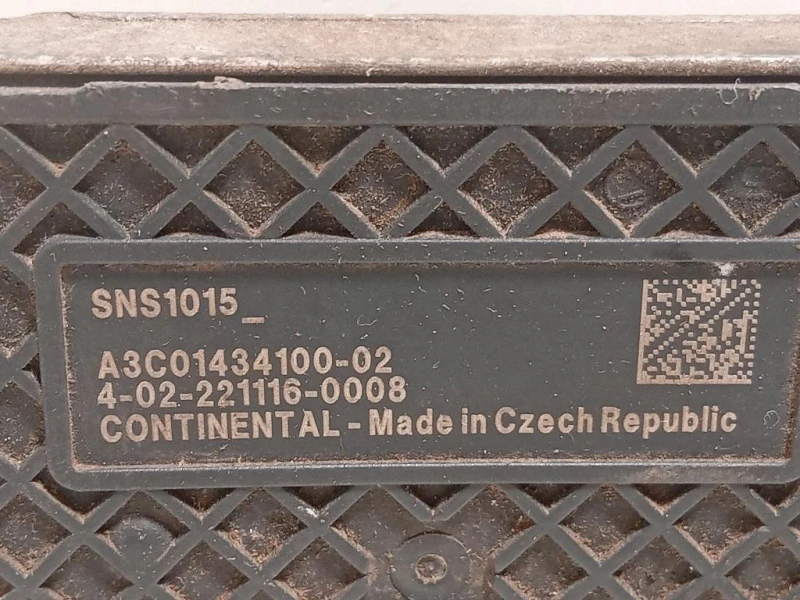 SNS1015_
A3C01434100-02
4-02-221116-0008
CONTINENTAL - Made in Czech Republic